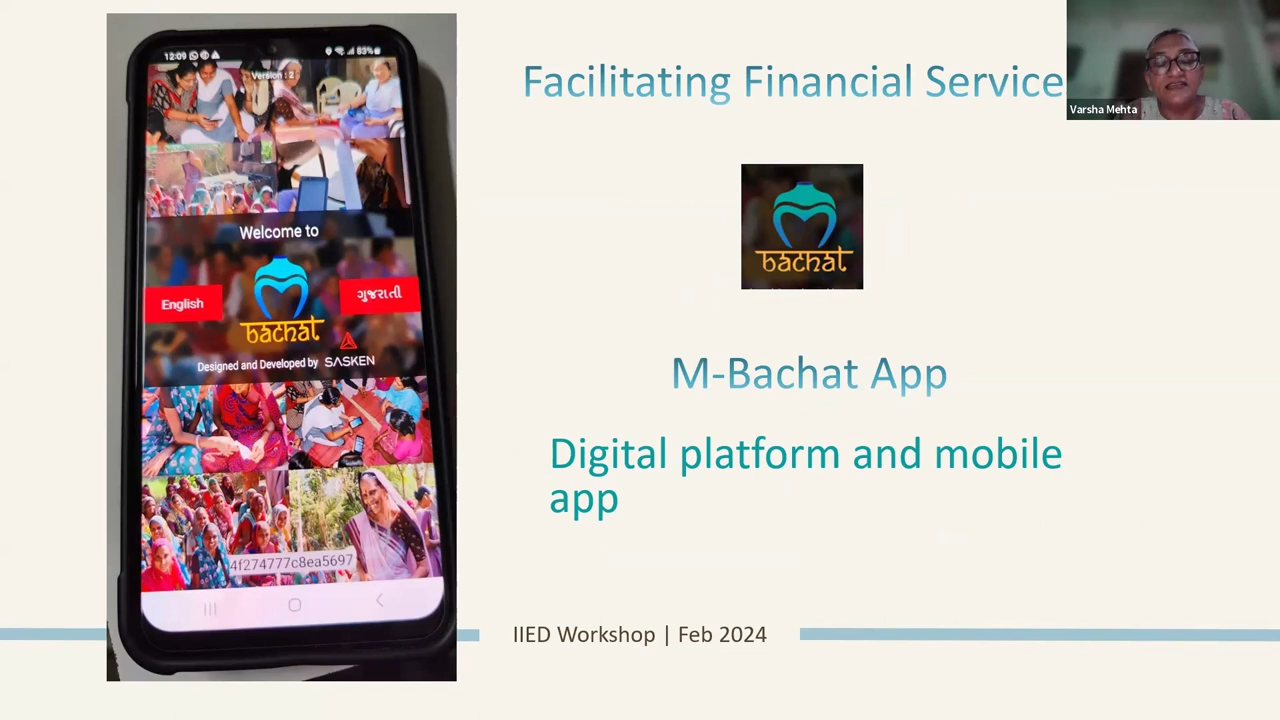 12:09
83%
Version : 2
Welcome to
English
ગુજરાતી
bachat
Designed and Developed by SASKEN
4f274777c8ea5697
Facilitating Financial Service
Varsha Mehta
bachat
M-Bachat App
Digital platform and mobile
app
IIED Workshop | Feb 2024